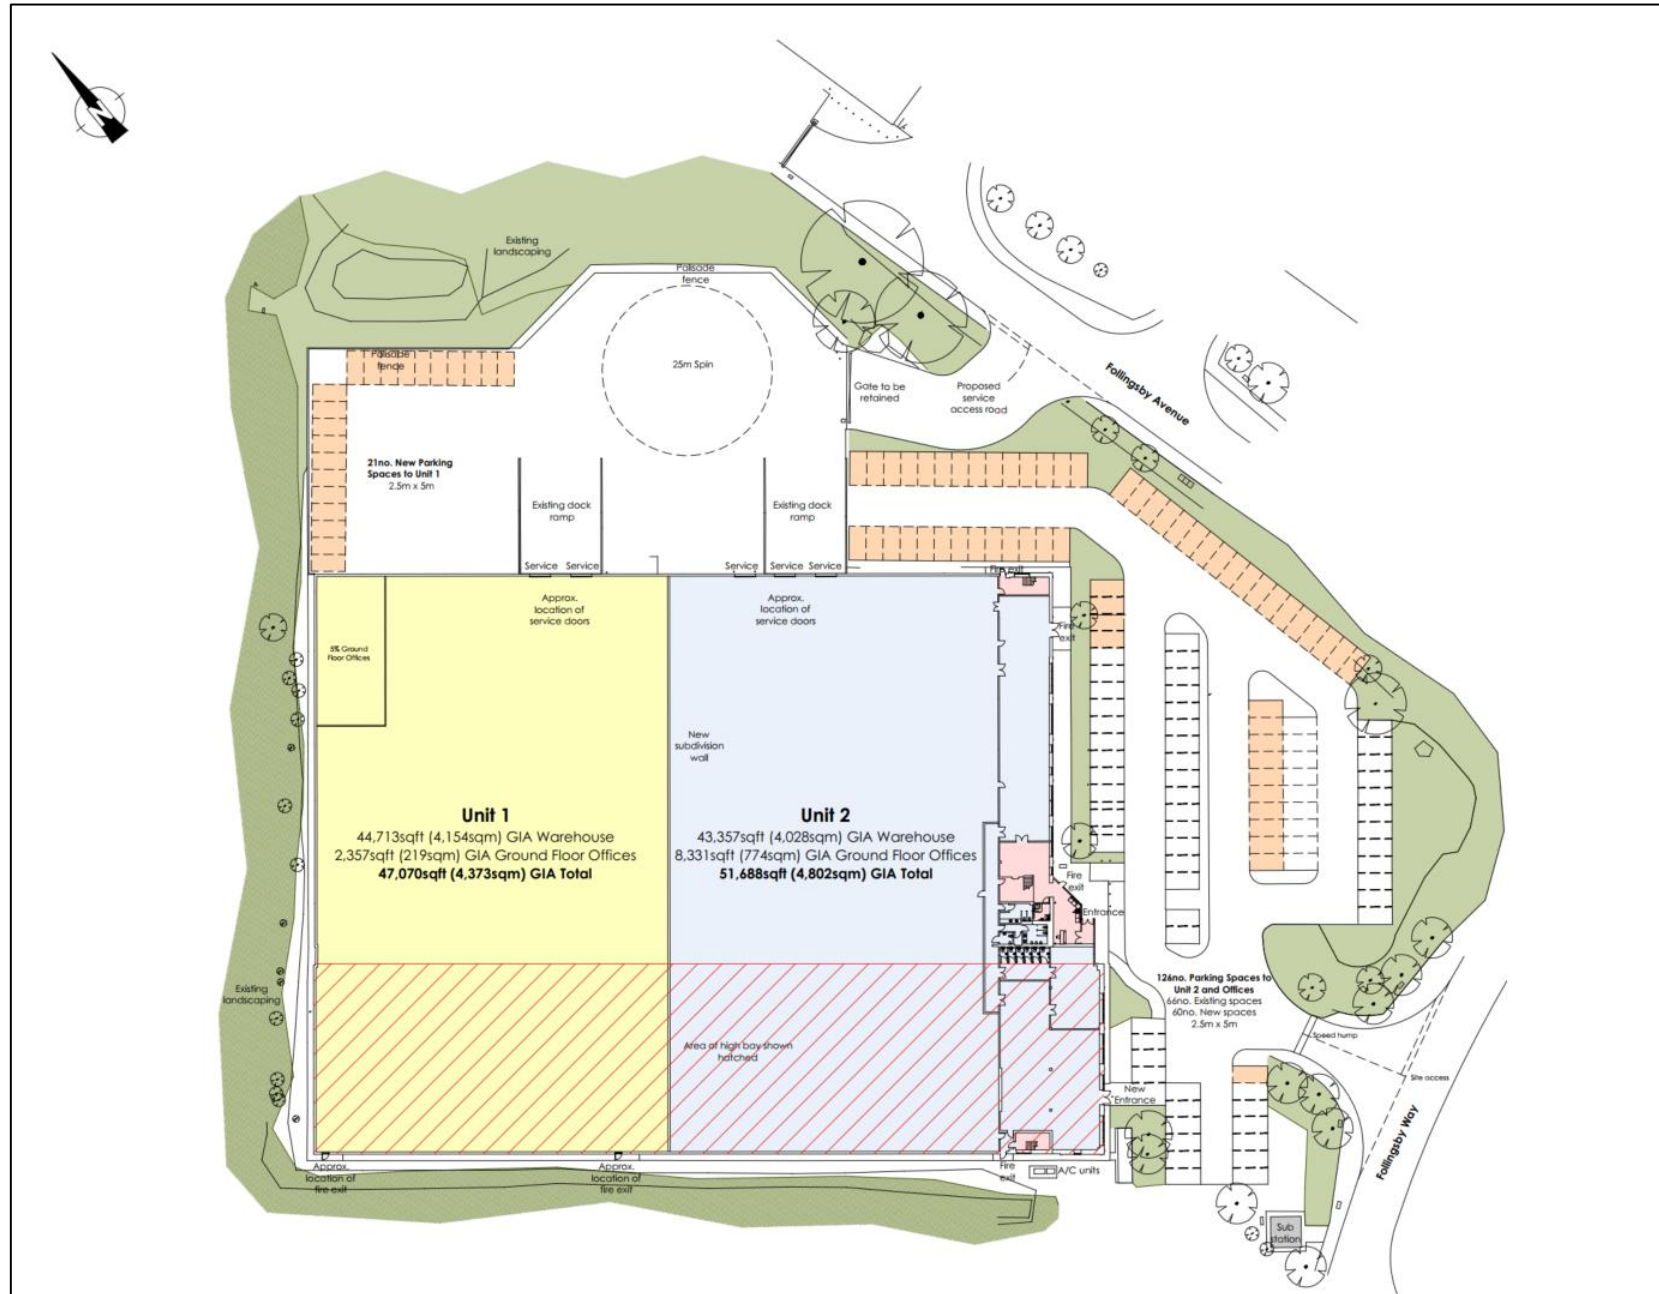 N
Existing
landscaping
Palisade
fence
25m Spin
Palisade
fence
Gate to be
retained
Proposed
service
access road
Follingsby Avenue
21no. New Parking
Spaces to Unit 1
2.5m x 5m
Existing dock
ramp
Existing dock
ramp
Service
Service
Service
Service
Service
Fire exit
Approx.
location of
service doors
Approx.
location of
service doors
Fire
exit
5% Ground
Floor Offices
New
subdivision
wall
Unit 1
44,713sqft (4,154sqm) GIA Warehouse
2,357sqft (219sqm) GIA Ground Floor Offices
47,070sqft (4,373sqm) GIA Total
Unit 2
43,357sqft (4,028sqm) GIA Warehouse
8,331sqft (774sqm) GIA Ground Floor Offices
51,688sqft (4,802sqm) GIA Total
Fire
exit
Entrance
126no. Parking Spaces to
Unit 2 and Offices
66no. Existing spaces
60no. New spaces
2.5m x 5m
Existing
landscaping
Area of high bay shown
hatched
Speed hump
Site access
New
Entrance
Follingsby Way
Approx.
location of
fire exit
Approx.
location of
fire exit
Fire
exit
A/C units
Sub
station